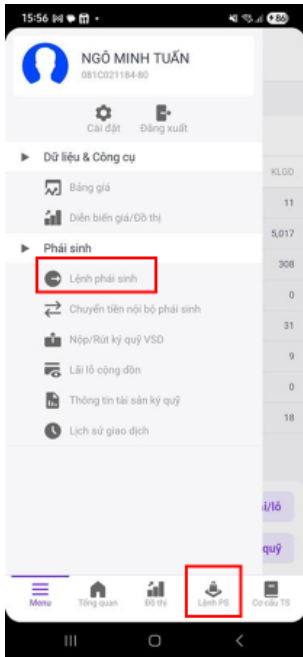 15:56
86
NGÔ MINH TUẤN
081C021184-80
Cài đặt
Đăng xuất
Dữ liệu & Công cụ
Bảng giá
KLGD
Diễn biến giá/Đồ thị
11
Phái sinh
5,017
Lệnh phái sinh
308
Chuyển tiền nội bộ phái sinh
0
Nộp/Rút ký quỹ VSD
31
Lãi lỗ cộng dồn
9
Thông tin tài sản ký quỹ
0
Lịch sử giao dịch
18
i/lỗ
quỹ
Menu
Tổng quan
Đồ thị
Lệnh PS
Cơ cấu TS